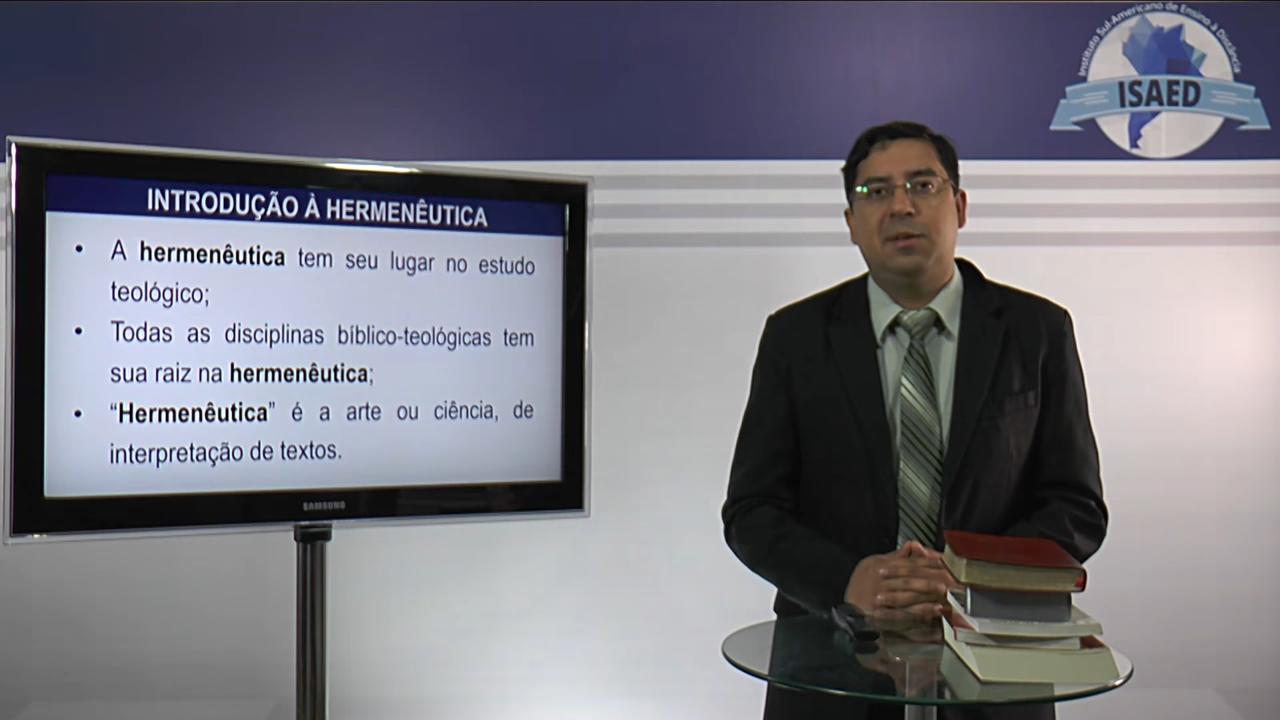 Instituto Sul-Americano de Ensino à Distância
ISAED
INTRODUÇÃO À HERMENÊUTICA
• A hermenêutica tem seu lugar no estudo
teológico;
• Todas as disciplinas bíblico-teológicas tem
sua raiz na hermenêutica;
• “Hermenêutica” é a arte ou ciência, de
interpretação de textos.
SAMSUNG